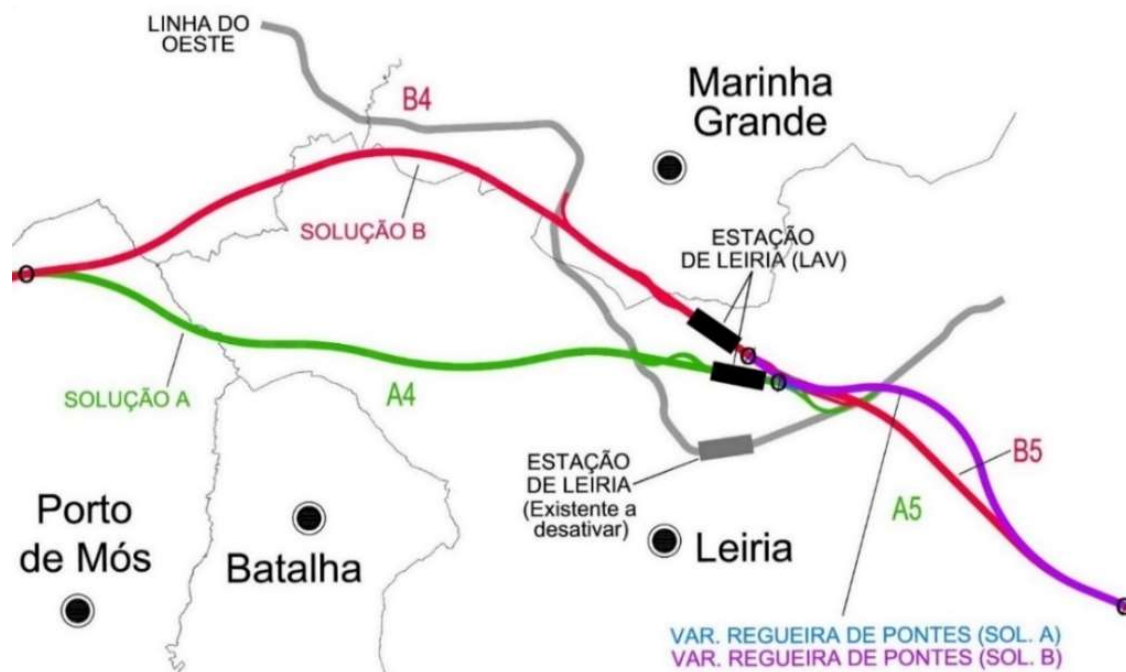 LINHA DO
OESTE
B4
Marinha
Grande
SOLUÇÃO B
ESTAÇÃO
DE LEIRIA (LAV)
SOLUÇÃO A
A4
ESTAÇÃO
DE LEIRIA
(Existente a
desativar)
B5
A5
Porto
de Mós
Batalha
Leiria
VAR. REGUEIRA DE PONTES (SOL. A)
VAR. REGUEIRA DE PONTES (SOL. B)